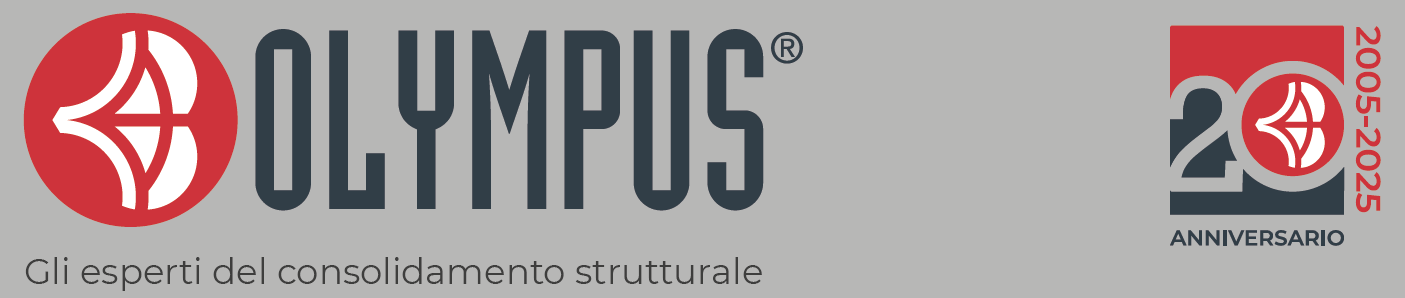 OLYMPUS®
Gli esperti del consolidamento strutturale
20
2005-2025
ANNIVERSARIO